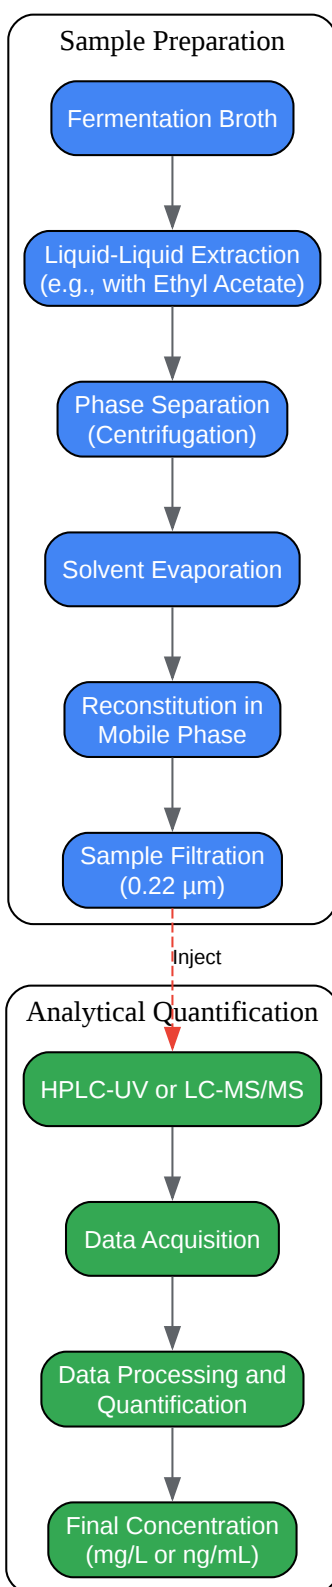 Sample Preparation
Fermentation Broth
Liquid-Liquid Extraction
(e.g., with Ethyl Acetate)
Phase Separation
(Centrifugation)
Solvent Evaporation
Reconstitution in
Mobile Phase
Sample Filtration
(0.22 µm)
Inject
Analytical Quantification
HPLC-UV or LC-MS/MS
Data Acquisition
Data Processing and
Quantification
Final Concentration
(mg/L or ng/mL)